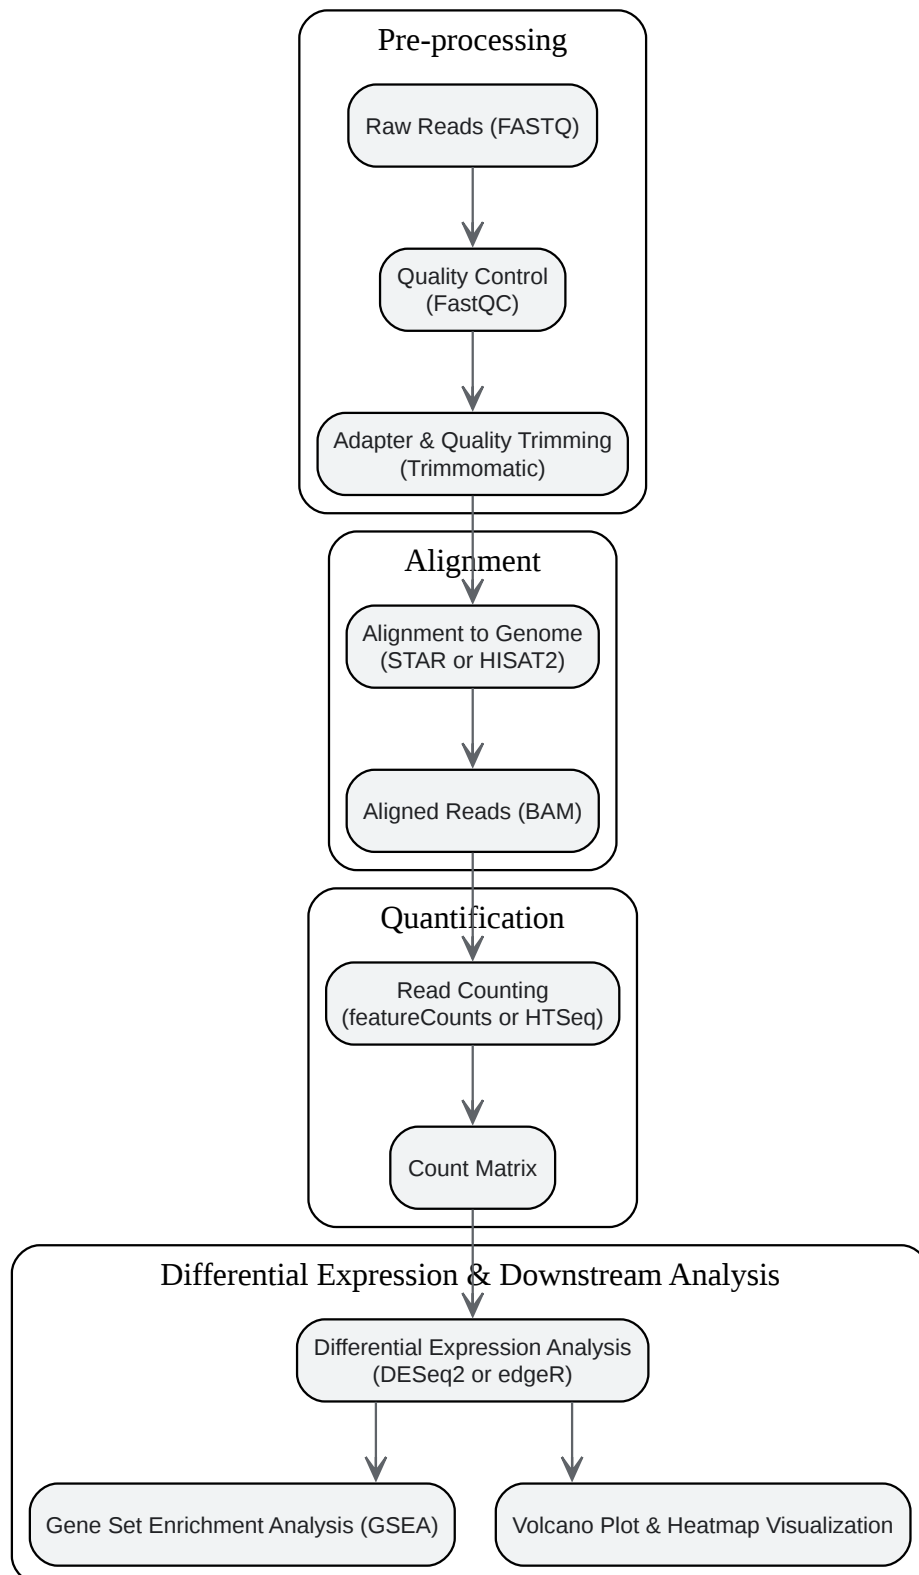 Pre-processing
Raw Reads (FASTQ)
Quality Control
(FastQC)
Adapter & Quality Trimming
(Trimmomatic)
Alignment
Alignment to Genome
(STAR or HISAT2)
Aligned Reads (BAM)
Quantification
Read Counting
(featureCounts or HTSeq)
Count Matrix
Differential Expression & Downstream Analysis
Differential Expression Analysis
(DESeq2 or edgeR)
Gene Set Enrichment Analysis (GSEA)
Volcano Plot & Heatmap Visualization